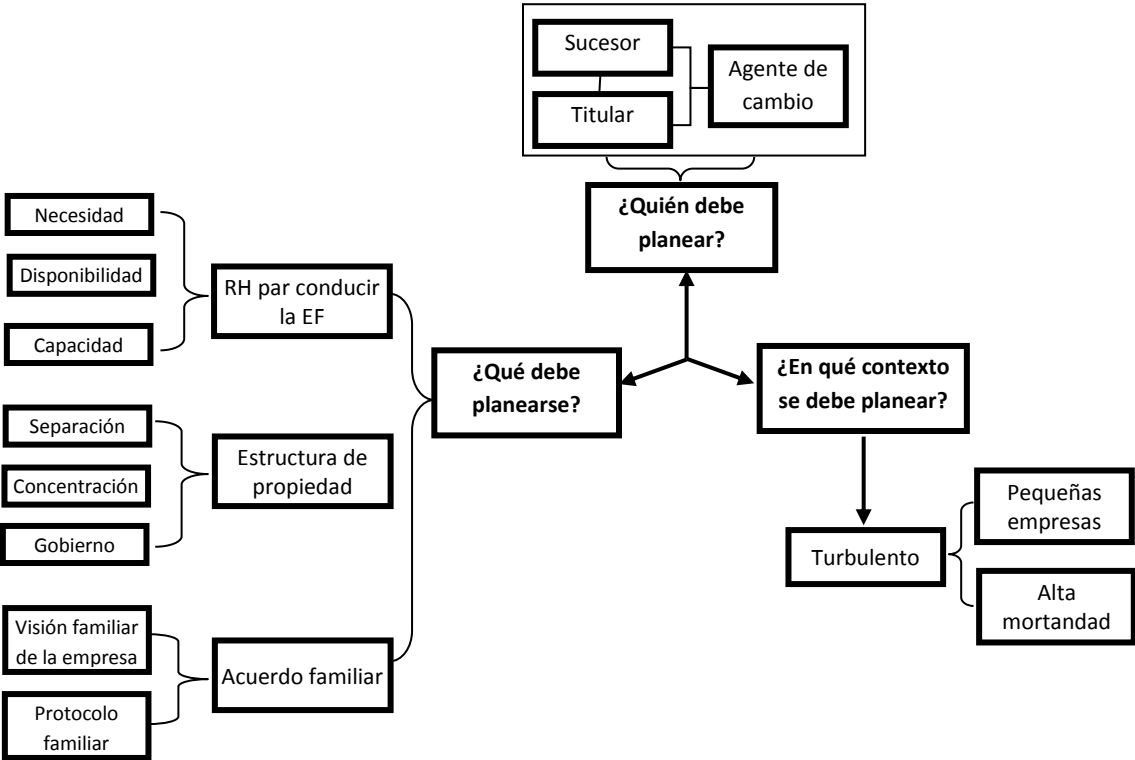 Sucesor
Titular
Agente de
cambio
¿Quién debe
planear?
Necesidad
Disponibilidad
Capacidad
RH par conducir
la EF
¿Qué debe
planearse?
¿En qué contexto
se debe planear?
Separación
Concentración
Gobierno
Estructura de
propiedad
Turbulento
Pequeñas
empresas
Alta
mortandad
Visión familiar
de la empresa
Protocolo
familiar
Acuerdo familiar